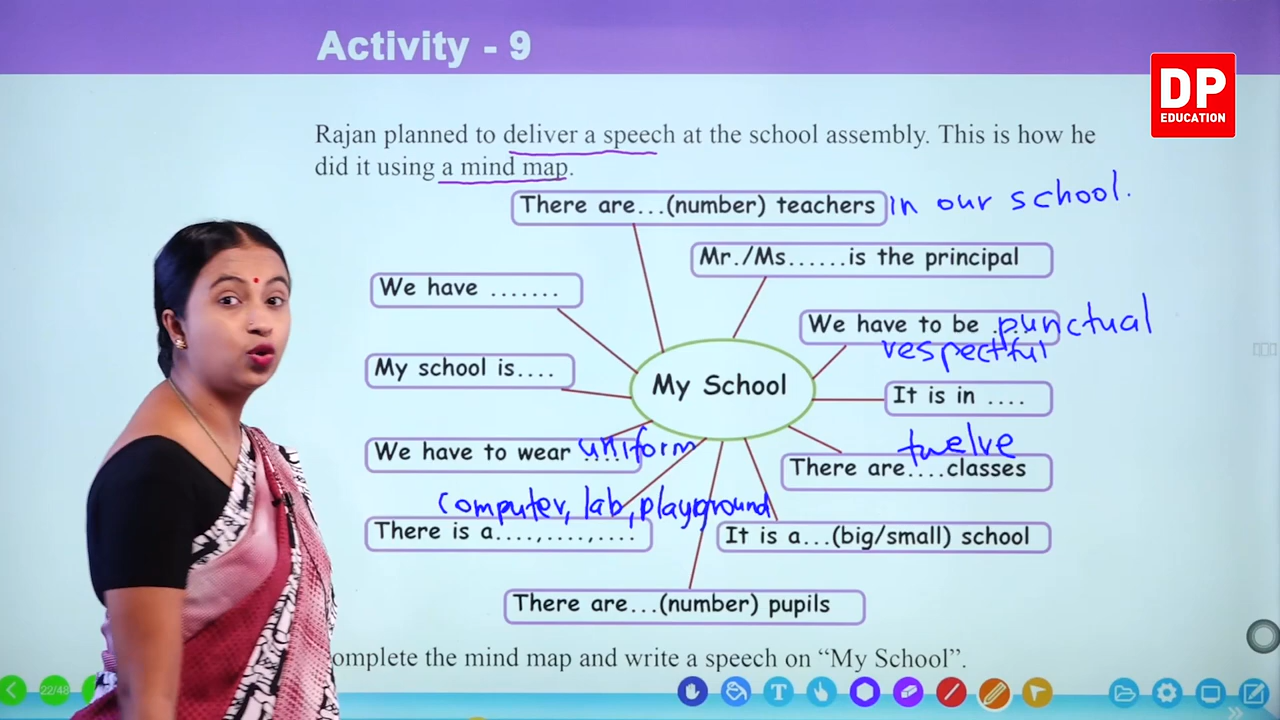 Activity - 9
DP
EDUCATION
Rajan planned to deliver a speech at the school assembly. This is how he
did it using a mind map.
There are...(number) teachers in our school.
Mr./Ms......is the principal
We have .......
We have to be ... punctual
respectful
My school is....
My School
It is in ....
We have to wear ..... uniform
twelve
There are....classes
computer, lab, playground
There is a....,....,....
It is a...(big/small) school
There are...(number) pupils
omplete the mind map and write a speech on “My School”.
22/48